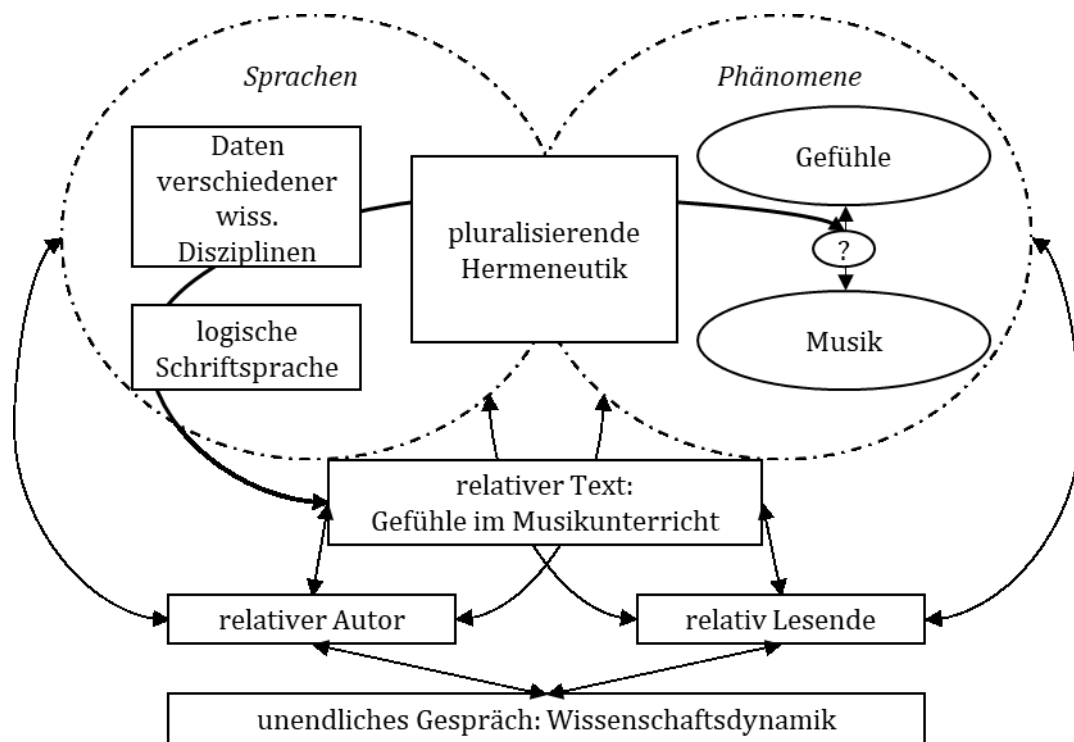 Sprachen
Phänomene
Daten
verschiedener
wiss.
Disziplinen
pluralisierende
Hermeneutik
Gefühle
?
Musik
logische
Schriftsprache
relativer Text:
Gefühle im Musikunterricht
relativer Autor
relativ Lesende
unendliches Gespräch: Wissenschaftsdynamik